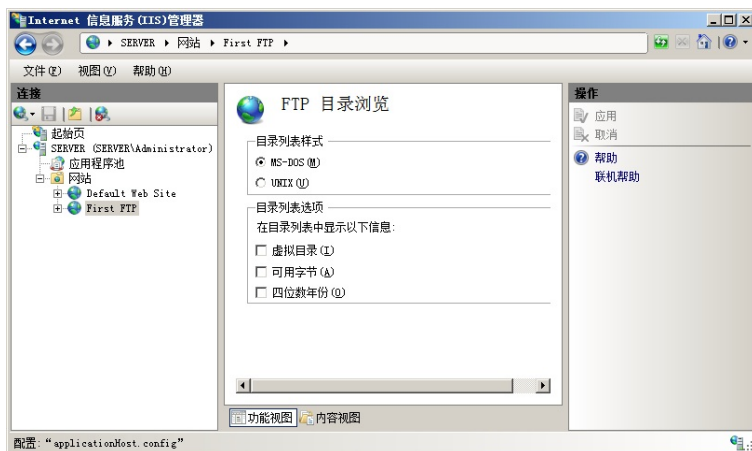 Internet 信息服务(IIS)管理器
SERVER 网站 First FTP
文件(F) 视图(V) 帮助(H)
连接
起始页
SERVER (SERVER\Administrator)
应用程序池
网站
Default Web Site
First FTP
FTP 目录浏览
目录列表样式
MS-DOS(M)
UNIX(U)
目录列表选项
在目录列表中显示以下信息:
虚拟目录(I)
可用字节(A)
四位数年份(O)
功能视图 内容视图
操作
应用
取消
帮助
联机帮助
配置:“applicationHost.config”